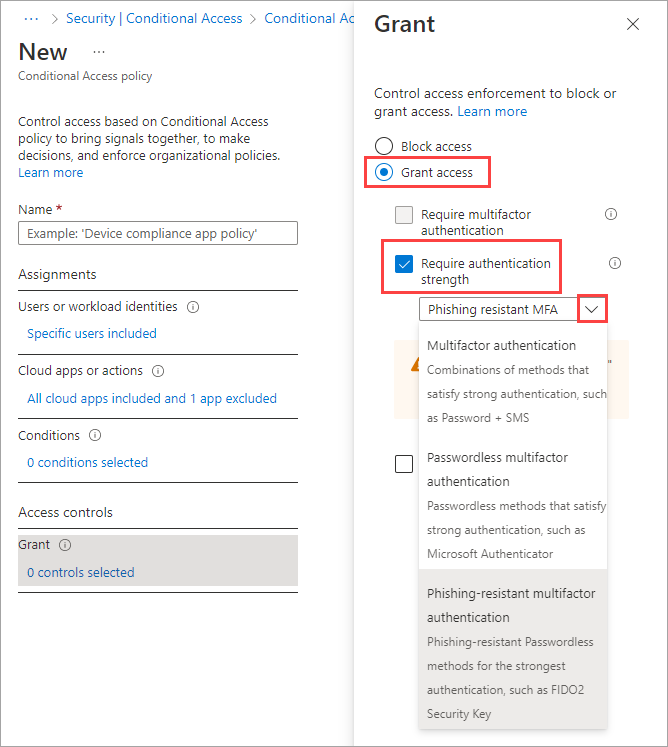 ··· > Security | Conditional Access > Conditional Ac
New ···
Conditional Access policy
Control access based on Conditional Access
policy to bring signals together, to make
decisions, and enforce organizational policies.
Learn more
Name *
Example: 'Device compliance app policy'
Assignments
Users or workload identities
Specific users included
Cloud apps or actions
All cloud apps included and 1 app excluded
Conditions
0 conditions selected
Access controls
Grant
0 controls selected
Grant
Control access enforcement to block or
grant access. Learn more
Block access
Grant access
Require multifactor
authentication
Require authentication
strength
Phishing resistant MFA
Multifactor authentication
Combinations of methods that
satisfy strong authentication, such
as Password + SMS
Passwordless multifactor
authentication
Passwordless methods that satisfy
strong authentication, such as
Microsoft Authenticator
Phishing-resistant multifactor
authentication
Phishing-resistant Passwordless
methods for the strongest
authentication, such as FIDO2
Security Key